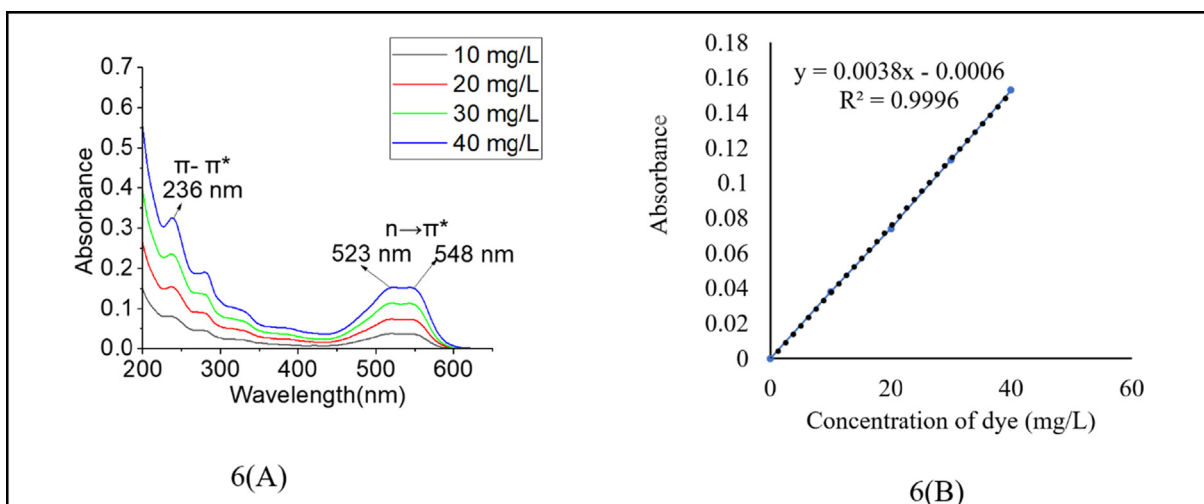 10 mg/L
20 mg/L
30 mg/L
40 mg/L
0.7
0.6
0.5
0.4
0.3
0.2
0.1
0.0
Absorbance
π- π*
236 nm
n→π*
523 nm
548 nm
200
300
400
500
600
Wavelength(nm)
6(A)
0.18
0.16
0.14
0.12
0.1
0.08
0.06
0.04
0.02
0
Absorbance
y = 0.0038x - 0.0006
R² = 0.9996
0
20
40
60
Concentration of dye (mg/L)
6(B)